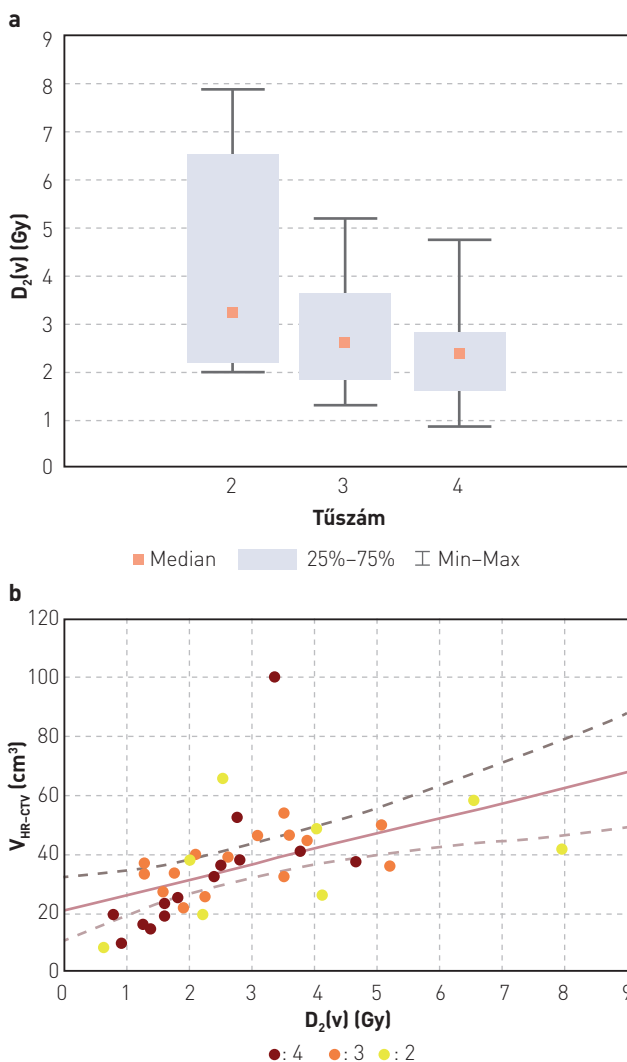 a
9
8
7
6
5
4
3
2
1
0
D₂(v) (Gy)
2 3 4
Tűszám
Median 25%–75% Min–Max
b
120
100
80
60
40
20
0
V_HR–CTV (cm³)
0 1 2 3 4 5 6 7 8 9
D₂(v) (Gy)
: 4 : 3 : 2